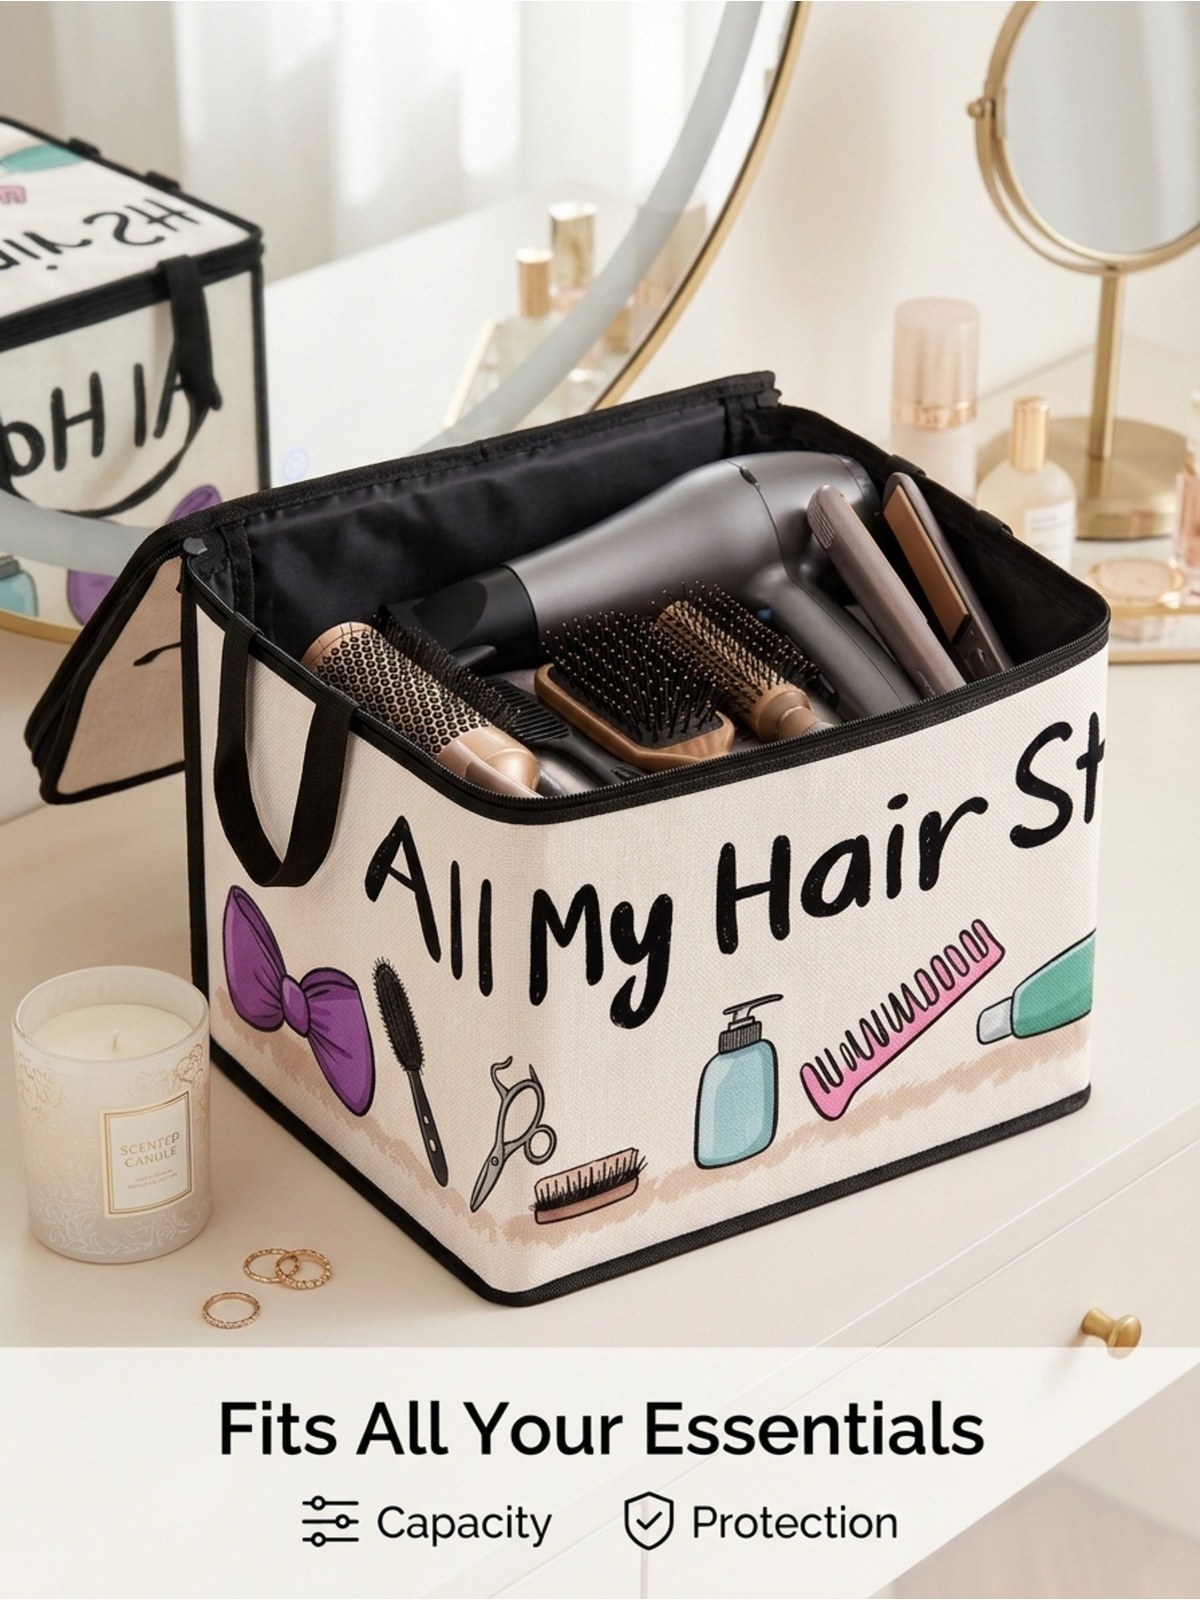 All My Hair St
SCENTED
CANDLE
Fits All Your Essentials
Capacity
Protection